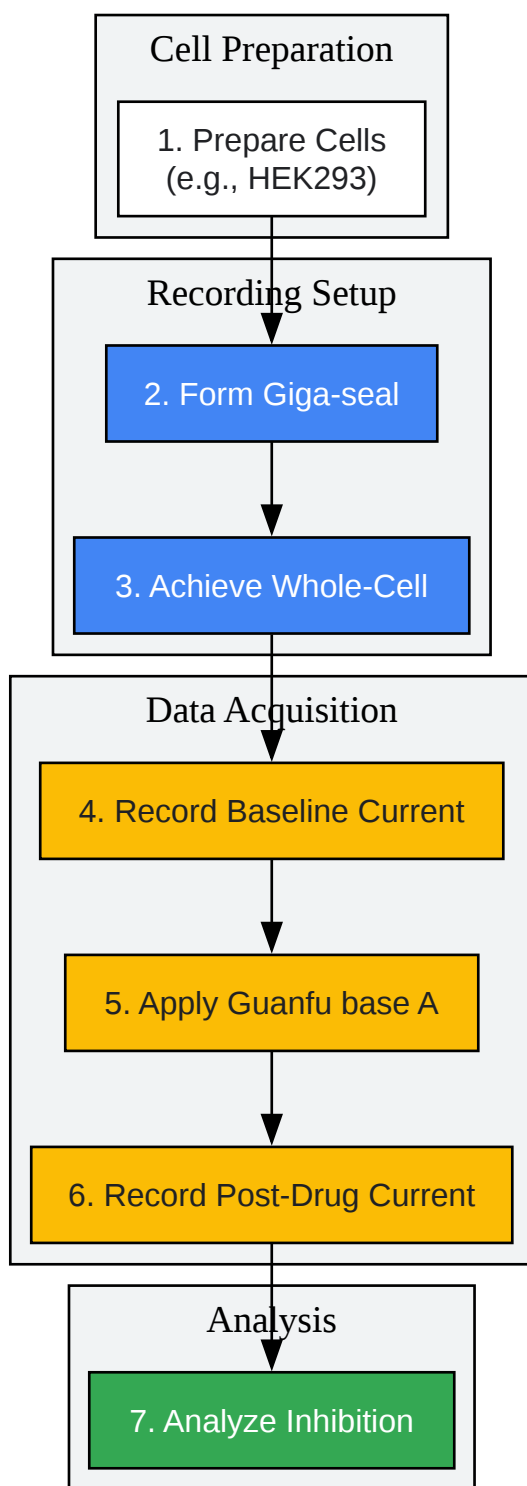 Cell Preparation
1. Prepare Cells
(e.g., HEK293)
Recording Setup
2. Form Giga-seal
3. Achieve Whole-Cell
Data Acquisition
4. Record Baseline Current
5. Apply Guanfu base A
6. Record Post-Drug Current
Analysis
7. Analyze Inhibition